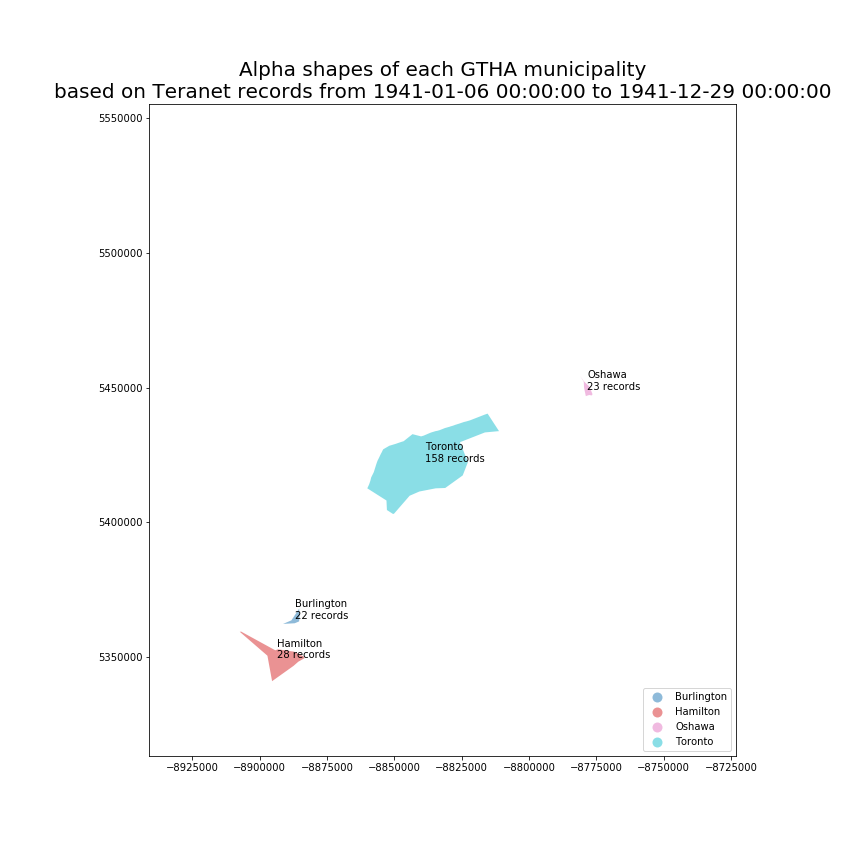 Alpha shapes of each GTHA municipality
based on Teranet records from 1941-01-06 00:00:00 to 1941-12-29 00:00:00
5550000
5500000
5450000
5400000
5350000
Oshawa
23 records
Toronto
158 records
Burlington
22 records
Hamilton
28 records
Burlington
Hamilton
Oshawa
Toronto
−8925000 −8900000 −8875000 −8850000 −8825000 −8800000 −8775000 −8750000 −8725000